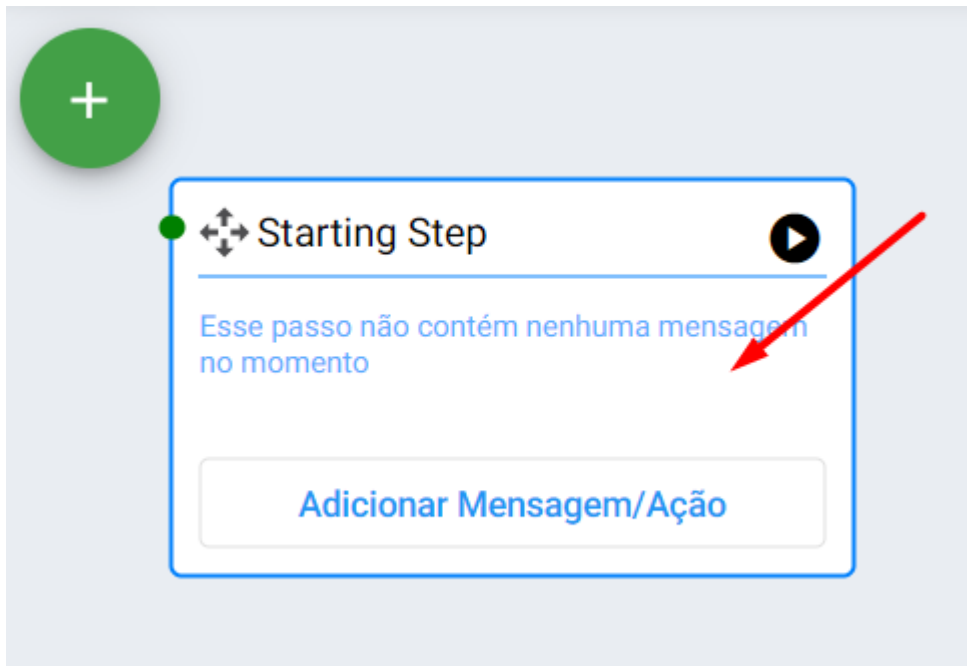 +
Starting Step
Esse passo não contém nenhuma mensagem
no momento
Adicionar Mensagem/Ação